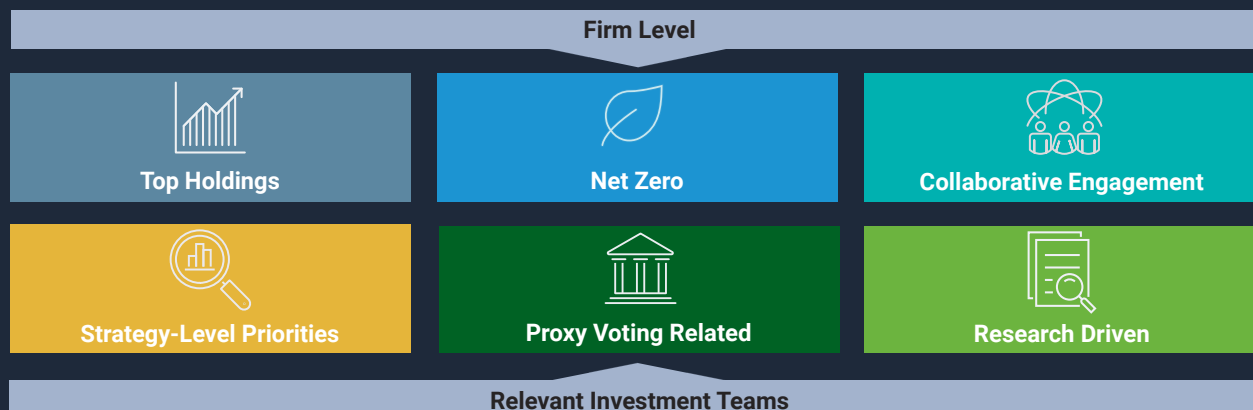 Firm Level
Top Holdings
Net Zero
Collaborative Engagement
Strategy-Level Priorities
Proxy Voting Related
Research Driven
Relevant Investment Teams